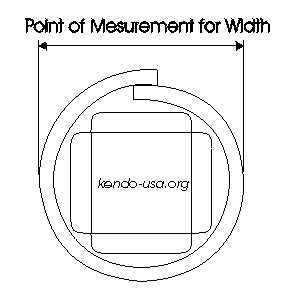 Point of Mesurement for Width
kendo-usa.org